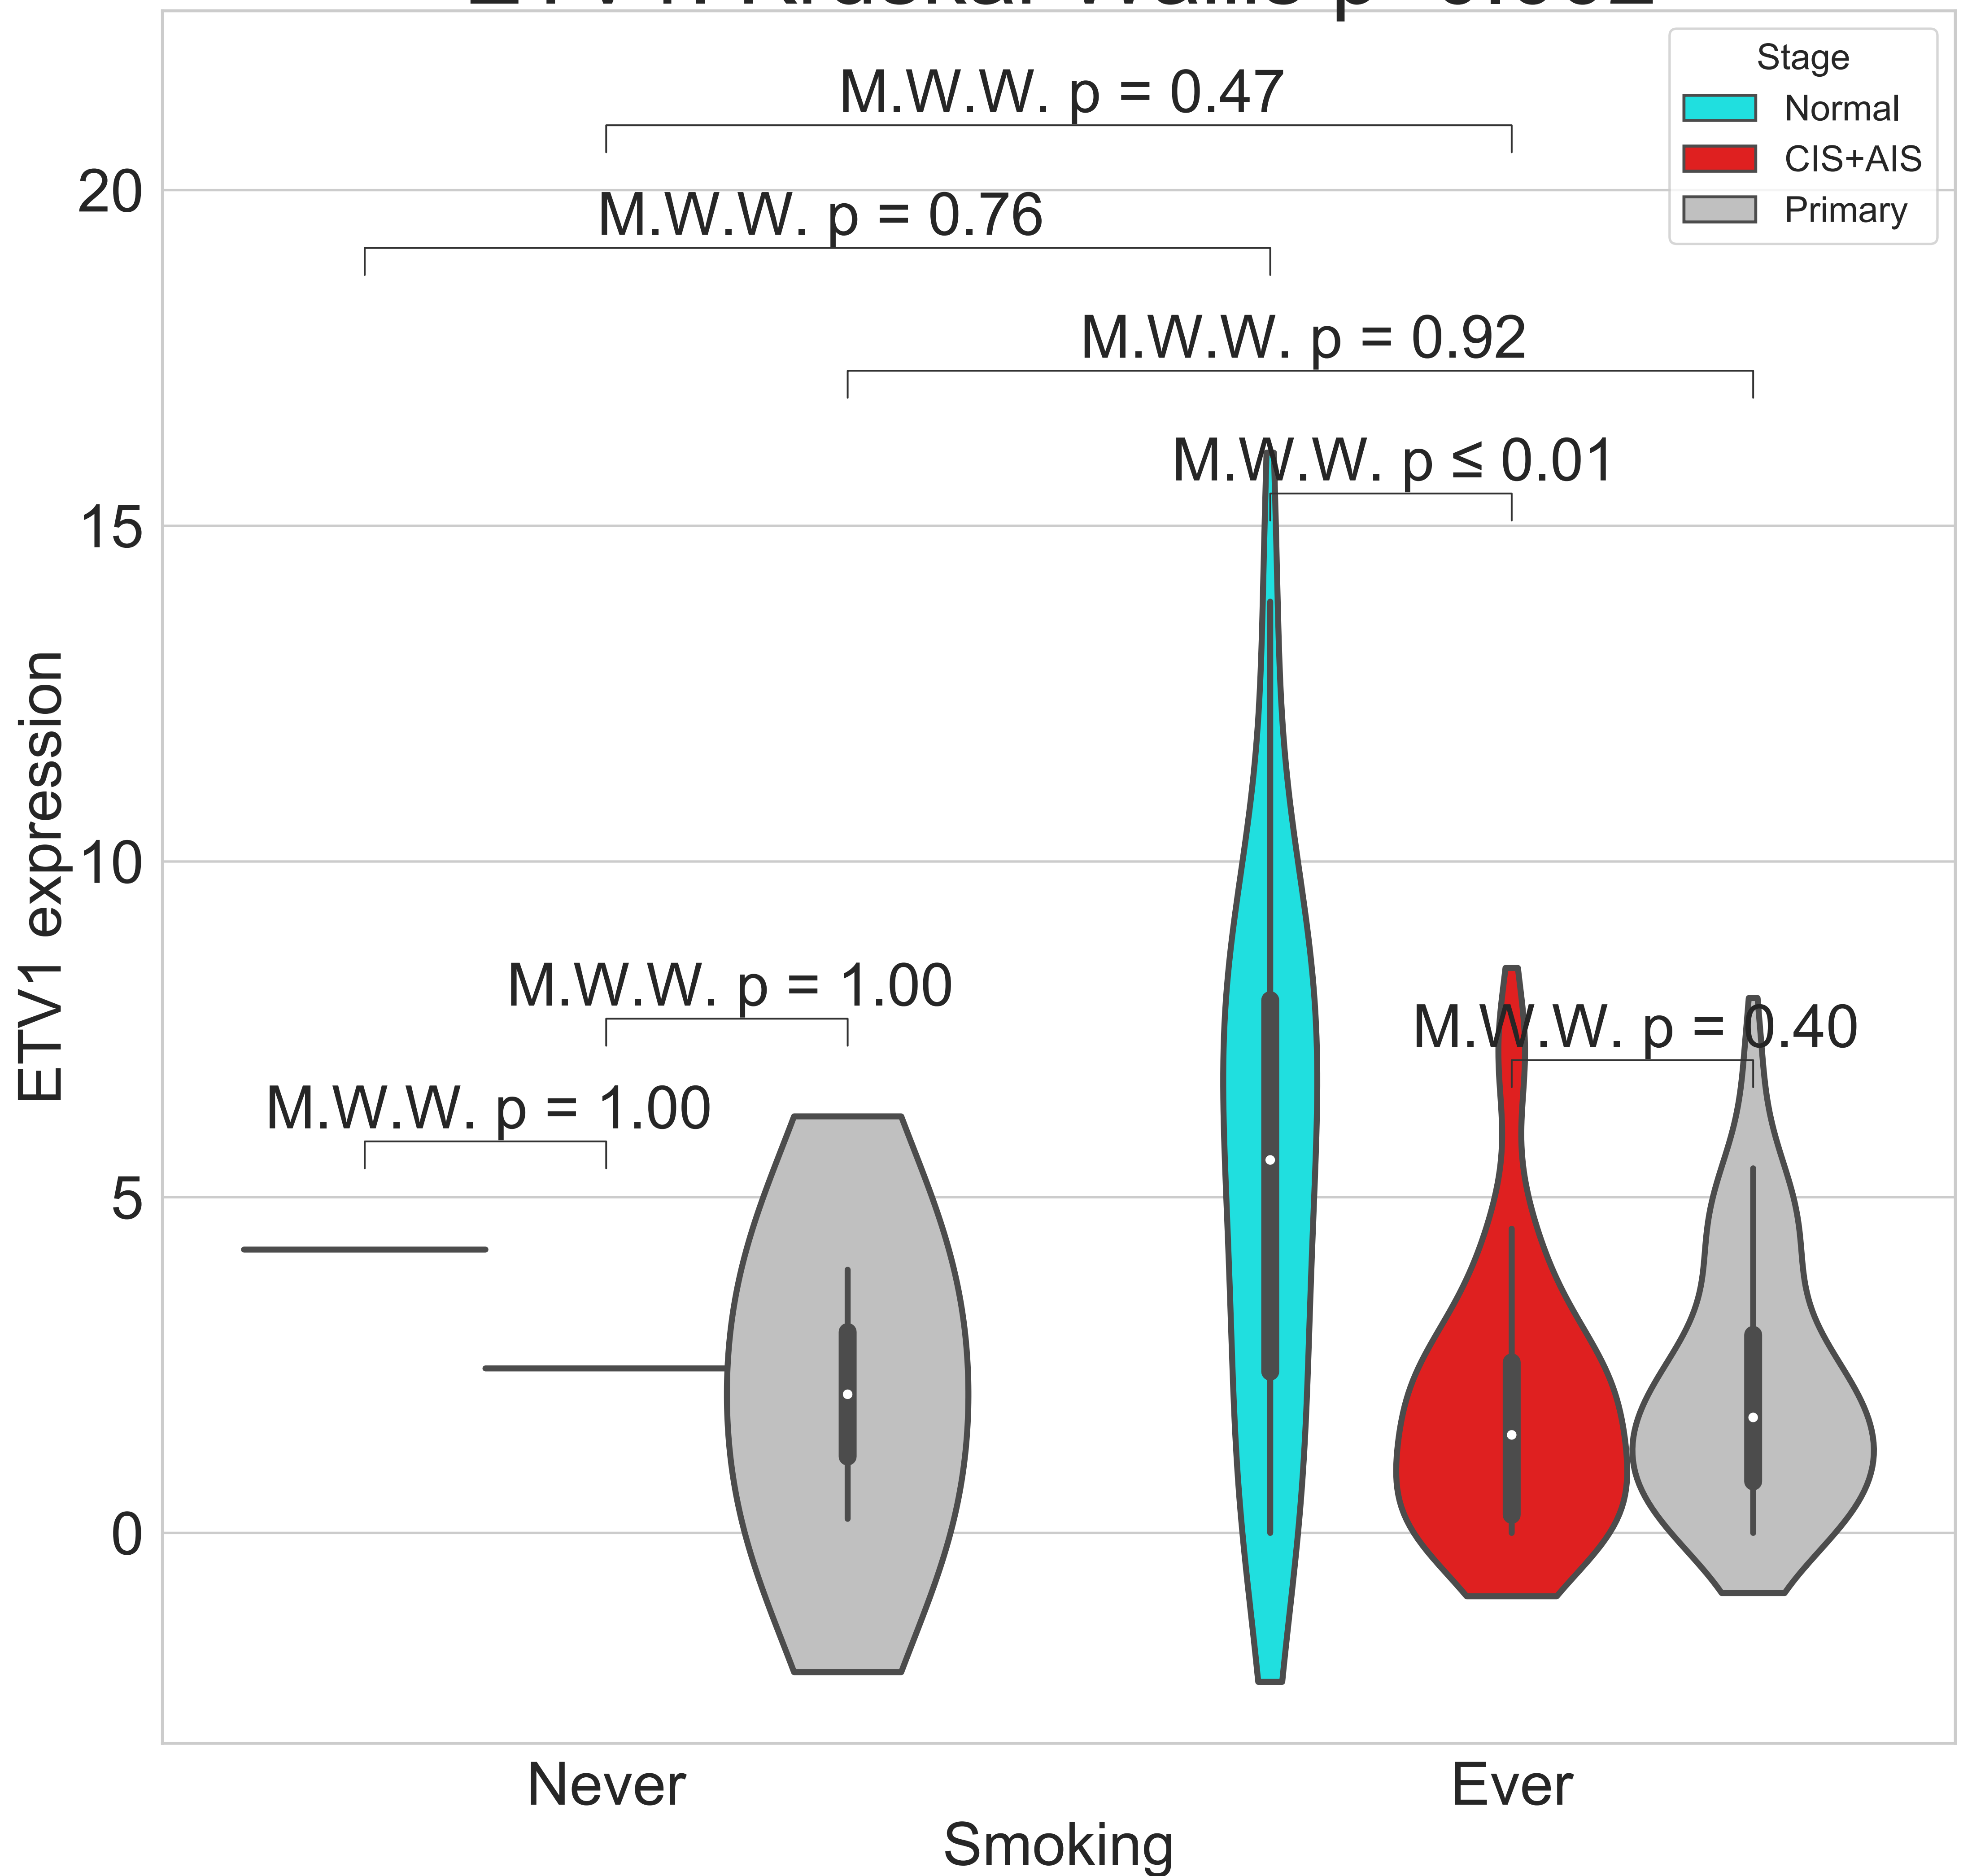 Stage
Normal
CIS+AIS
Primary
M.W.W. p = 0.47
M.W.W. p = 0.76
M.W.W. p = 0.92
M.W.W. p ≤ 0.01
M.W.W. p = 1.00
M.W.W. p = 0.40
M.W.W. p = 1.00
20
15
10
5
0
ETV1 expression
Never
Ever
Smoking